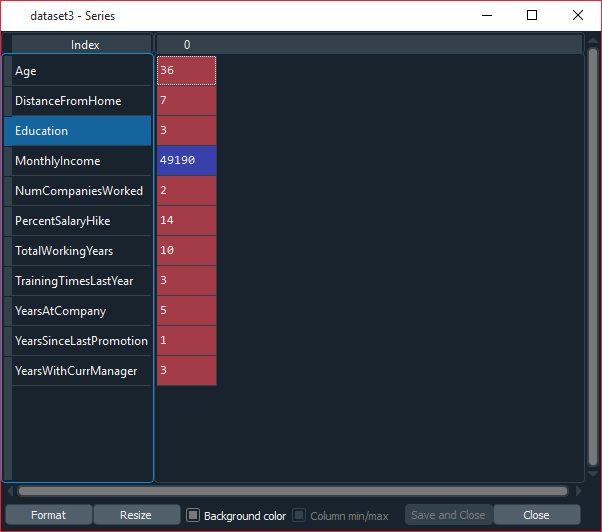 dataset3 - Series
Index 0
Age 36
DistanceFromHome 7
Education 3
MonthlyIncome 49190
NumCompaniesWorked 2
PercentSalaryHike 14
TotalWorkingYears 10
TrainingTimesLastYear 3
YearsAtCompany 5
YearsSinceLastPromotion 1
YearsWithCurrManager 3
Format Resize Background color Column min/max Save and Close Close